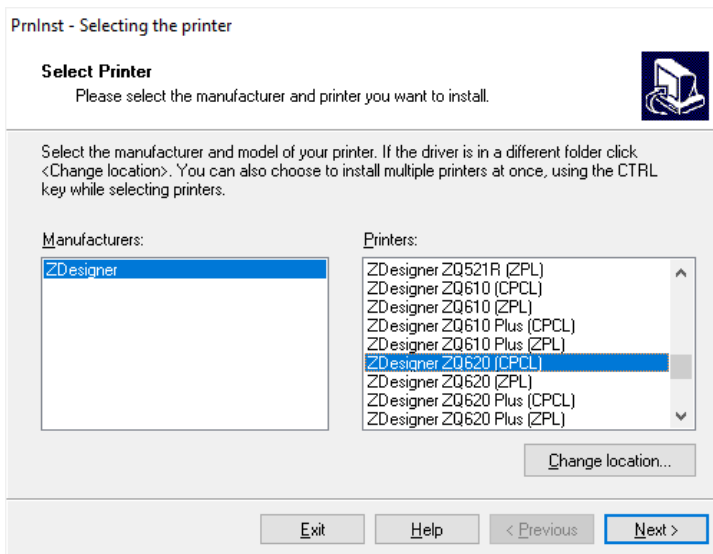 PrnInst - Selecting the printer
Select Printer
Please select the manufacturer and printer you want to install.
Select the manufacturer and model of your printer. If the driver is in a different folder click
<Change location>. You can also choose to install multiple printers at once, using the CTRL
key while selecting printers.
Manufacturers:
ZDesigner
Printers:
ZDesigner ZQ521R (ZPL)
ZDesigner ZQ610 (CPCL)
ZDesigner ZQ610 (ZPL)
ZDesigner ZQ610 Plus (CPCL)
ZDesigner ZQ610 Plus (ZPL)
ZDesigner ZQ620 (CPCL)
ZDesigner ZQ620 (ZPL)
ZDesigner ZQ620 Plus (CPCL)
ZDesigner ZQ620 Plus (ZPL)
Change location...
Exit
Help
< Previous
Next >